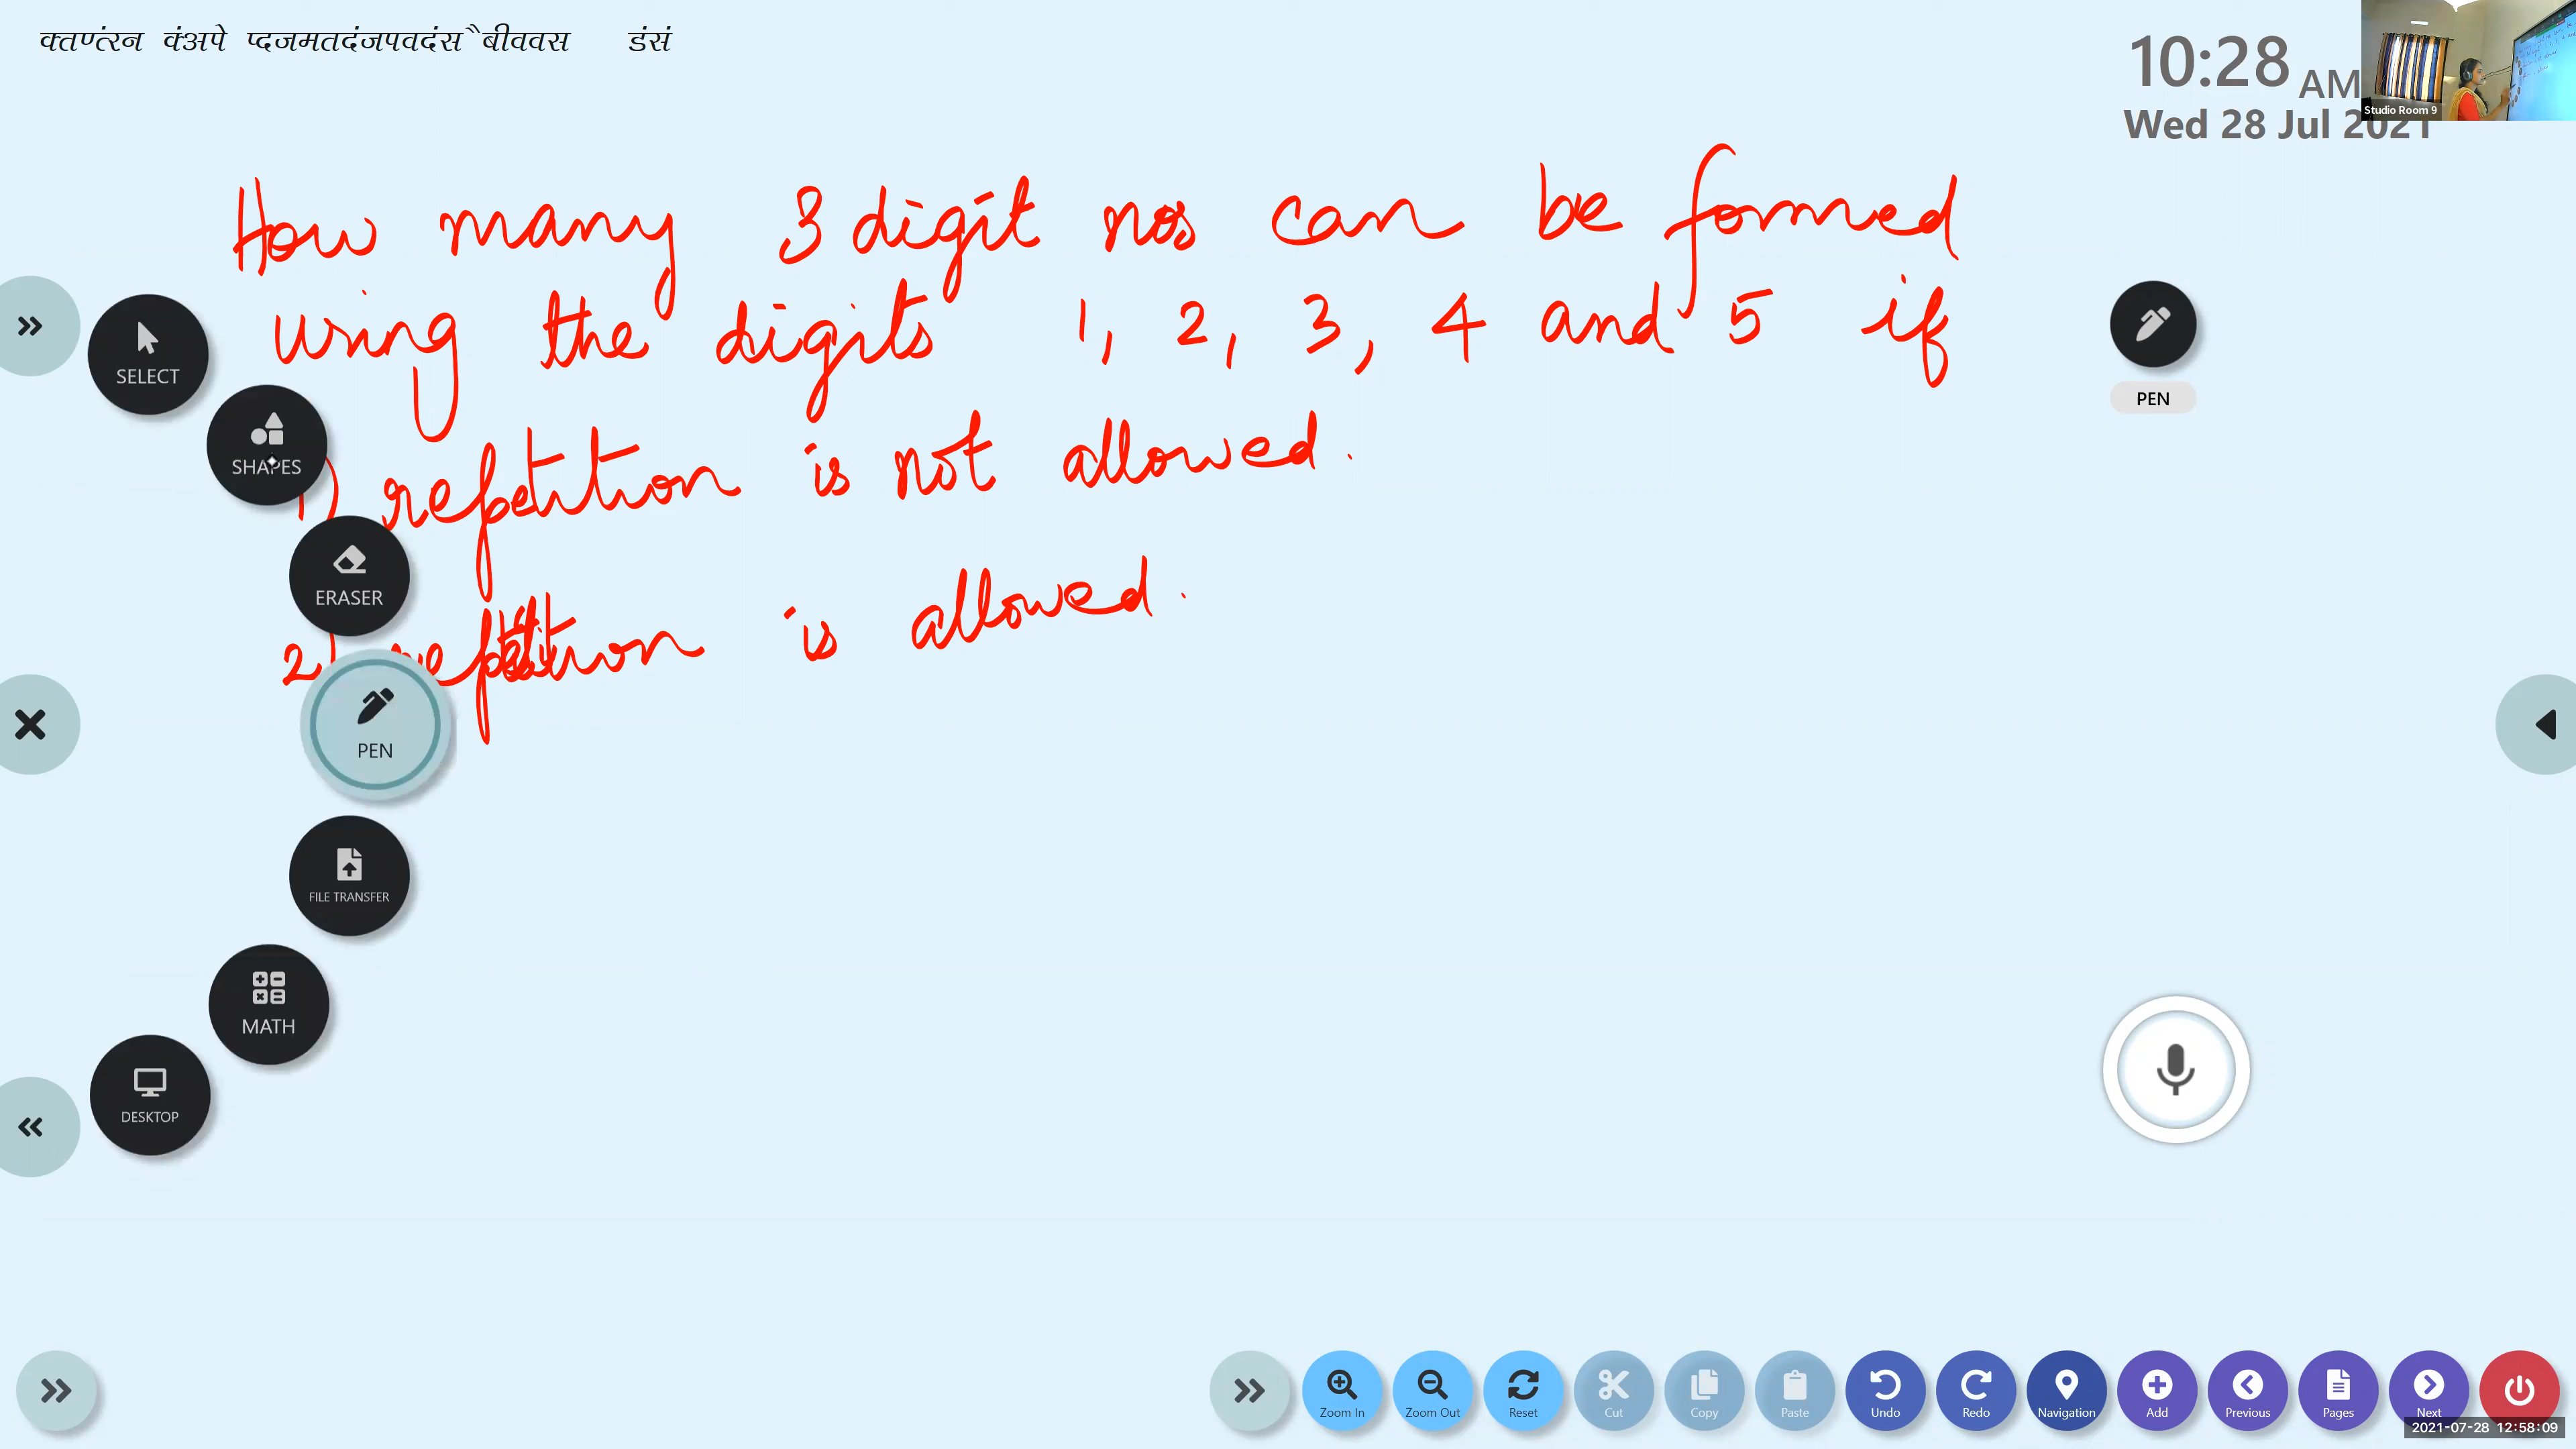 क्तण्तंरन कंअपे प्दजमतदंजपवदंस ैबीववस डंसं
10:28 AM
Studio Room 9
Wed 28 Jul 2021
How many 3 digit nos can be formed
using the digits 1, 2, 3, 4 and 5 if
1) repetition is not allowed.
2) repetition is allowed.
SELECT
SHAPES
ERASER
PEN
PEN
FILE TRANSFER
MATH
DESKTOP
Zoom In Zoom Out Reset Cut Copy Paste Undo Redo Navigation Add Previous Pages Next
2021-07-28 12:58:09